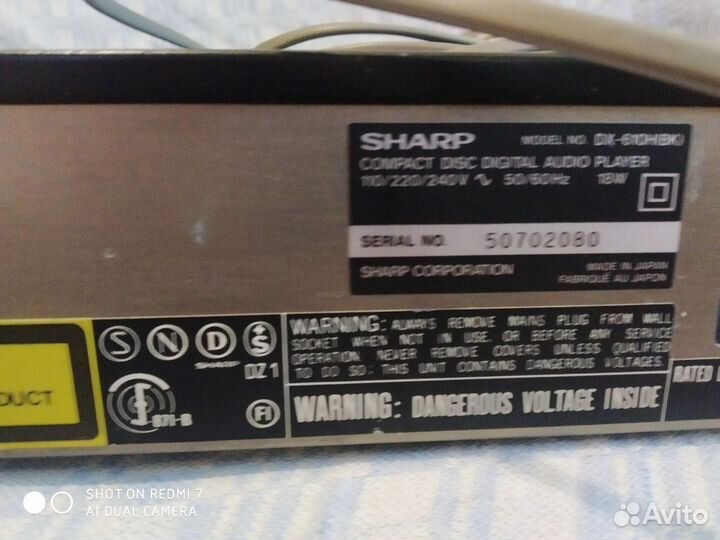 SHARP MODEL NO. DX-610H(BK)
COMPACT DISC DIGITAL AUDIO PLAYER
110/220/240V ∿ 50/60Hz 18W
SERIAL NO. 50702080
SHARP CORPORATION MADE IN JAPAN
FABRIQUÉ AU JAPON
DUCT
S N D S
SHARP DZ 1
871-B FI
WARNING: ALWAYS REMOVE MAINS PLUG FROM WALL
SOCKET WHEN NOT IN USE. OR BEFORE ANY SERVICE
OPERATION. NEVER REMOVE COVERS UNLESS QUALIFIED
TO DO SO: THIS UNIT CONTAINS DANGEROUS VOLTAGES.
WARNING: DANGEROUS VOLTAGE INSIDE
RATED
SHOT ON REDMI 7
AI DUAL CAMERA
Avito